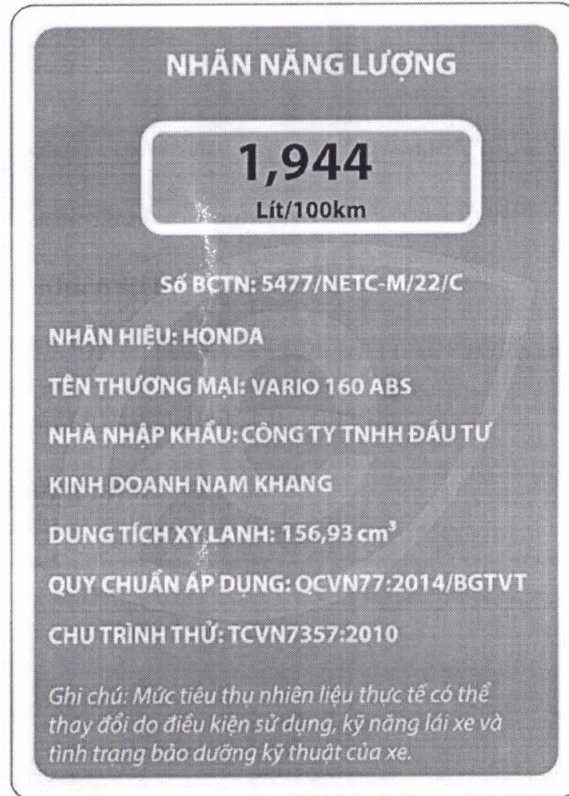 NHÃN NĂNG LƯỢNG
1,944
Lít/100km
Số BCTN: 5477/NETC-M/22/C
NHÃN HIỆU: HONDA
TÊN THƯƠNG MẠI: VARIO 160 ABS
NHÀ NHẬP KHẨU: CÔNG TY TNHH ĐẦU TƯ
KINH DOANH NAM KHANG
DUNG TÍCH XY LANH: 156,93 cm³
QUY CHUẨN ÁP DỤNG: QCVN77:2014/BGTVT
CHU TRÌNH THỬ: TCVN7357:2010
Ghi chú: Mức tiêu thụ nhiên liệu thực tế có thể
thay đổi do điều kiện sử dụng, kỹ năng lái xe và
tình trạng bảo dưỡng kỹ thuật của xe.